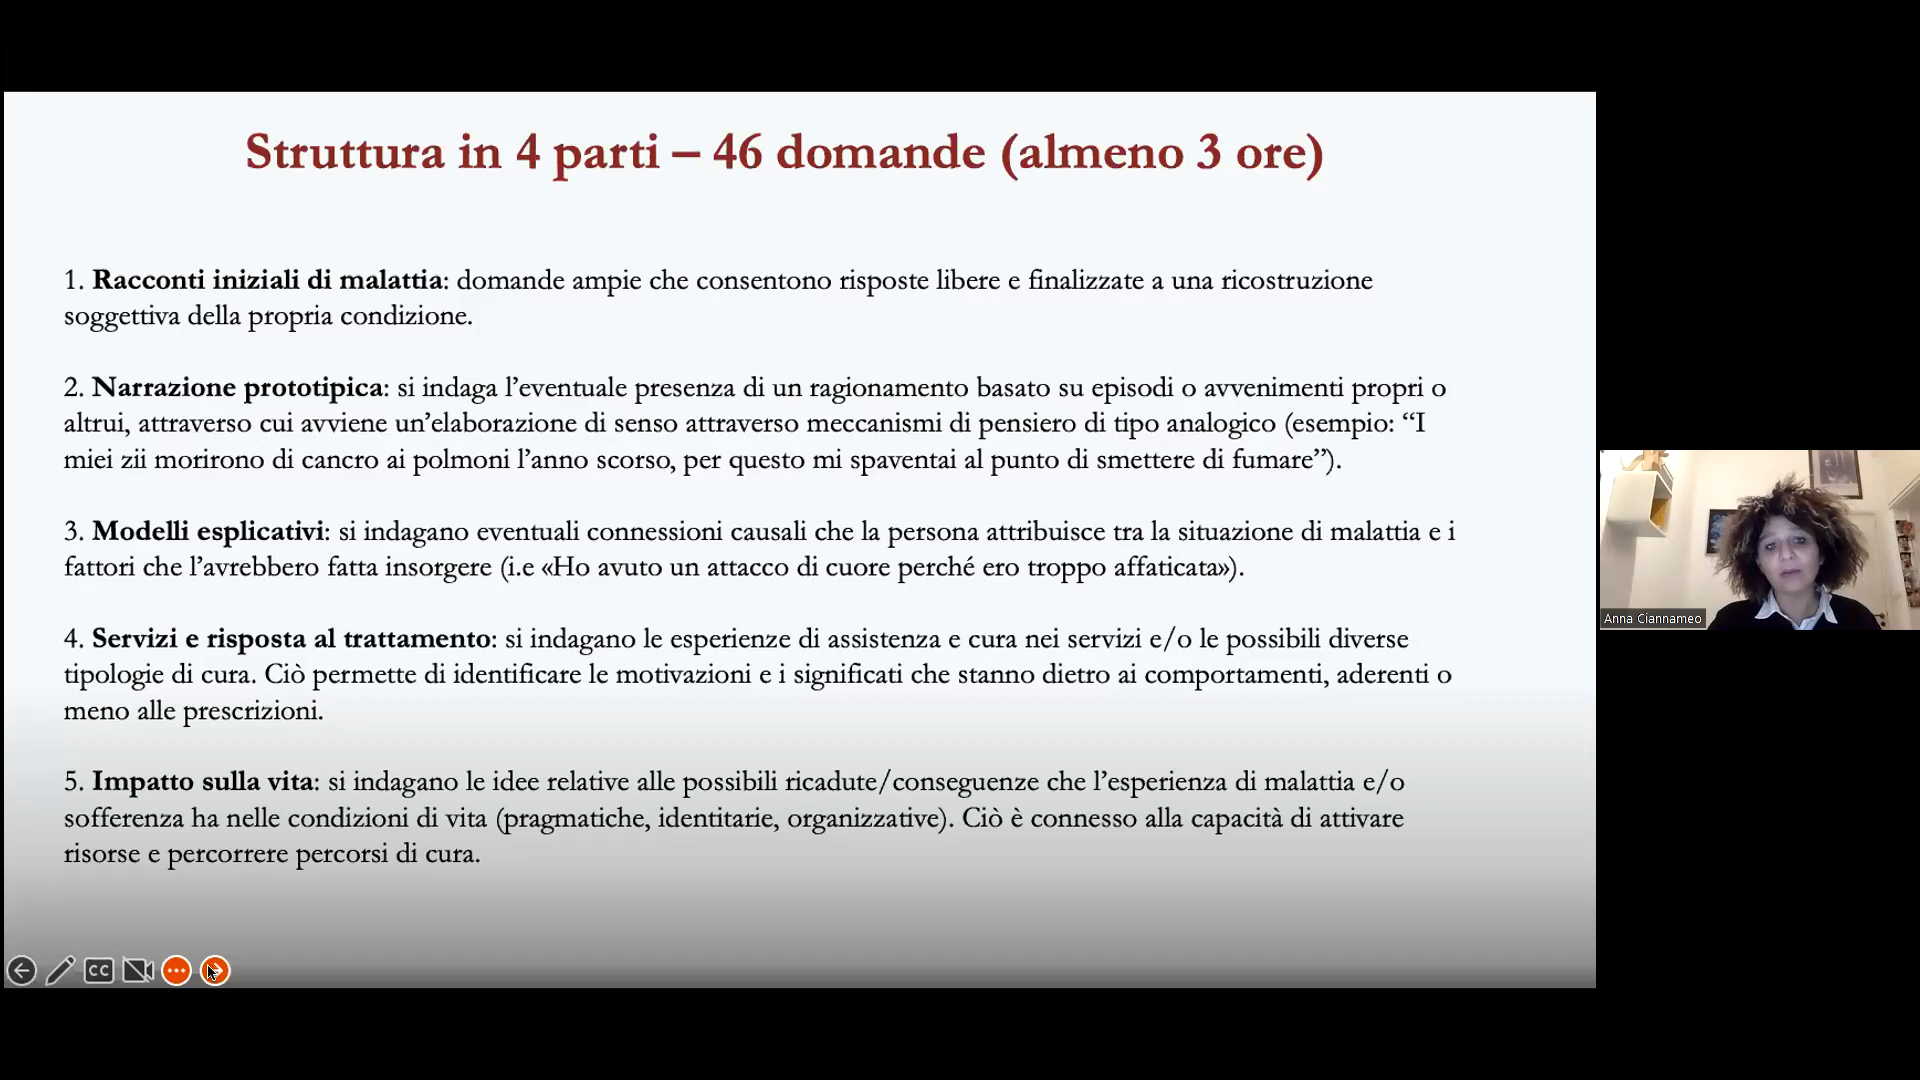 Struttura in 4 parti – 46 domande (almeno 3 ore)
1. Racconti iniziali di malattia: domande ampie che consentono risposte libere e finalizzate a una ricostruzione
soggettiva della propria condizione.
2. Narrazione prototipica: si indaga l’eventuale presenza di un ragionamento basato su episodi o avvenimenti propri o
altrui, attraverso cui avviene un’elaborazione di senso attraverso meccanismi di pensiero di tipo analogico (esempio: “I
miei zii morirono di cancro ai polmoni l’anno scorso, per questo mi spaventai al punto di smettere di fumare”).
3. Modelli esplicativi: si indagano eventuali connessioni causali che la persona attribuisce tra la situazione di malattia e i
fattori che l’avrebbero fatta insorgere (i.e «Ho avuto un attacco di cuore perché ero troppo affaticata»).
4. Servizi e risposta al trattamento: si indagano le esperienze di assistenza e cura nei servizi e/o le possibili diverse
tipologie di cura. Ciò permette di identificare le motivazioni e i significati che stanno dietro ai comportamenti, aderenti o
meno alle prescrizioni.
5. Impatto sulla vita: si indagano le idee relative alle possibili ricadute/conseguenze che l’esperienza di malattia e/o
sofferenza ha nelle condizioni di vita (pragmatiche, identitarie, organizzative). Ciò è connesso alla capacità di attivare
risorse e percorrere percorsi di cura.
CC
Anna Ciannameo